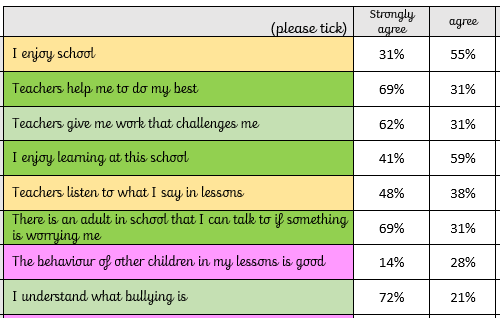 (please tick) Strongly agree agree
I enjoy school 31% 55%
Teachers help me to do my best 69% 31%
Teachers give me work that challenges me 62% 31%
I enjoy learning at this school 41% 59%
Teachers listen to what I say in lessons 48% 38%
There is an adult in school that I can talk to if something
is worrying me 69% 31%
The behaviour of other children in my lessons is good 14% 28%
I understand what bullying is 72% 21%